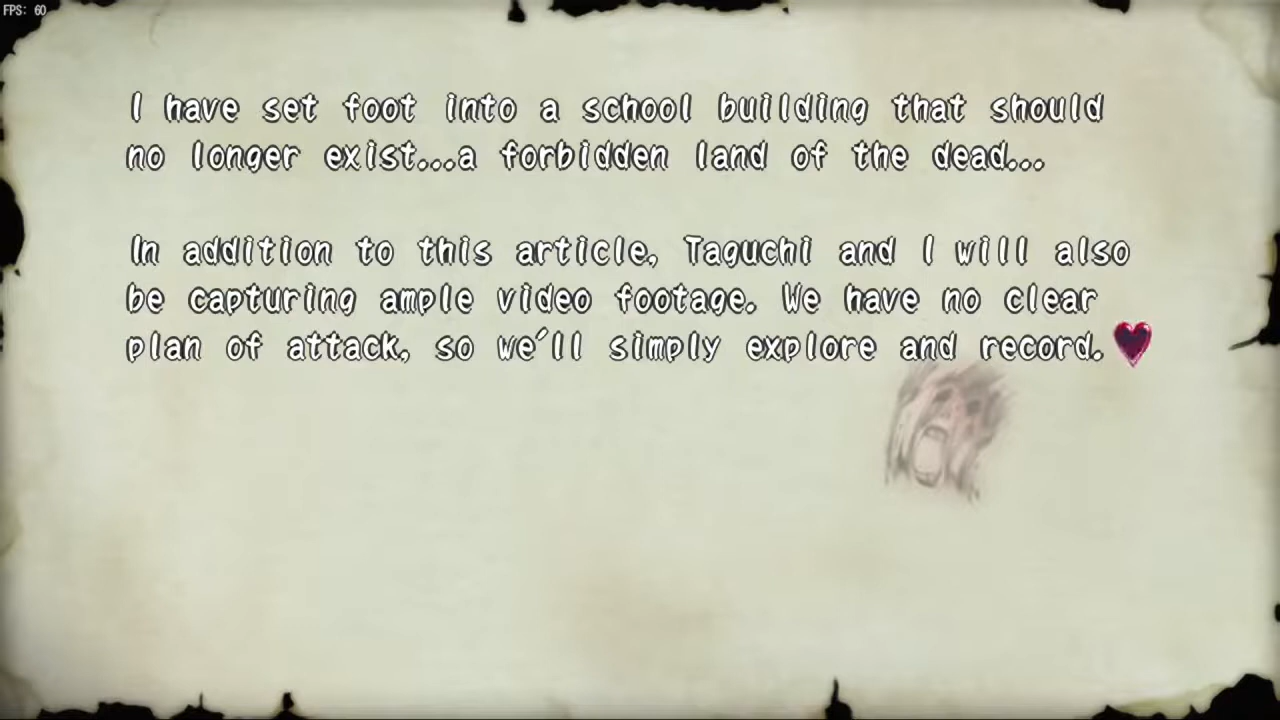 FPS: 60
I have set foot into a school building that should
no longer exist...a forbidden land of the dead...
In addition to this article, Taguchi and I will also
be capturing ample video footage. We have no clear
plan of attack, so we'll simply explore and record.